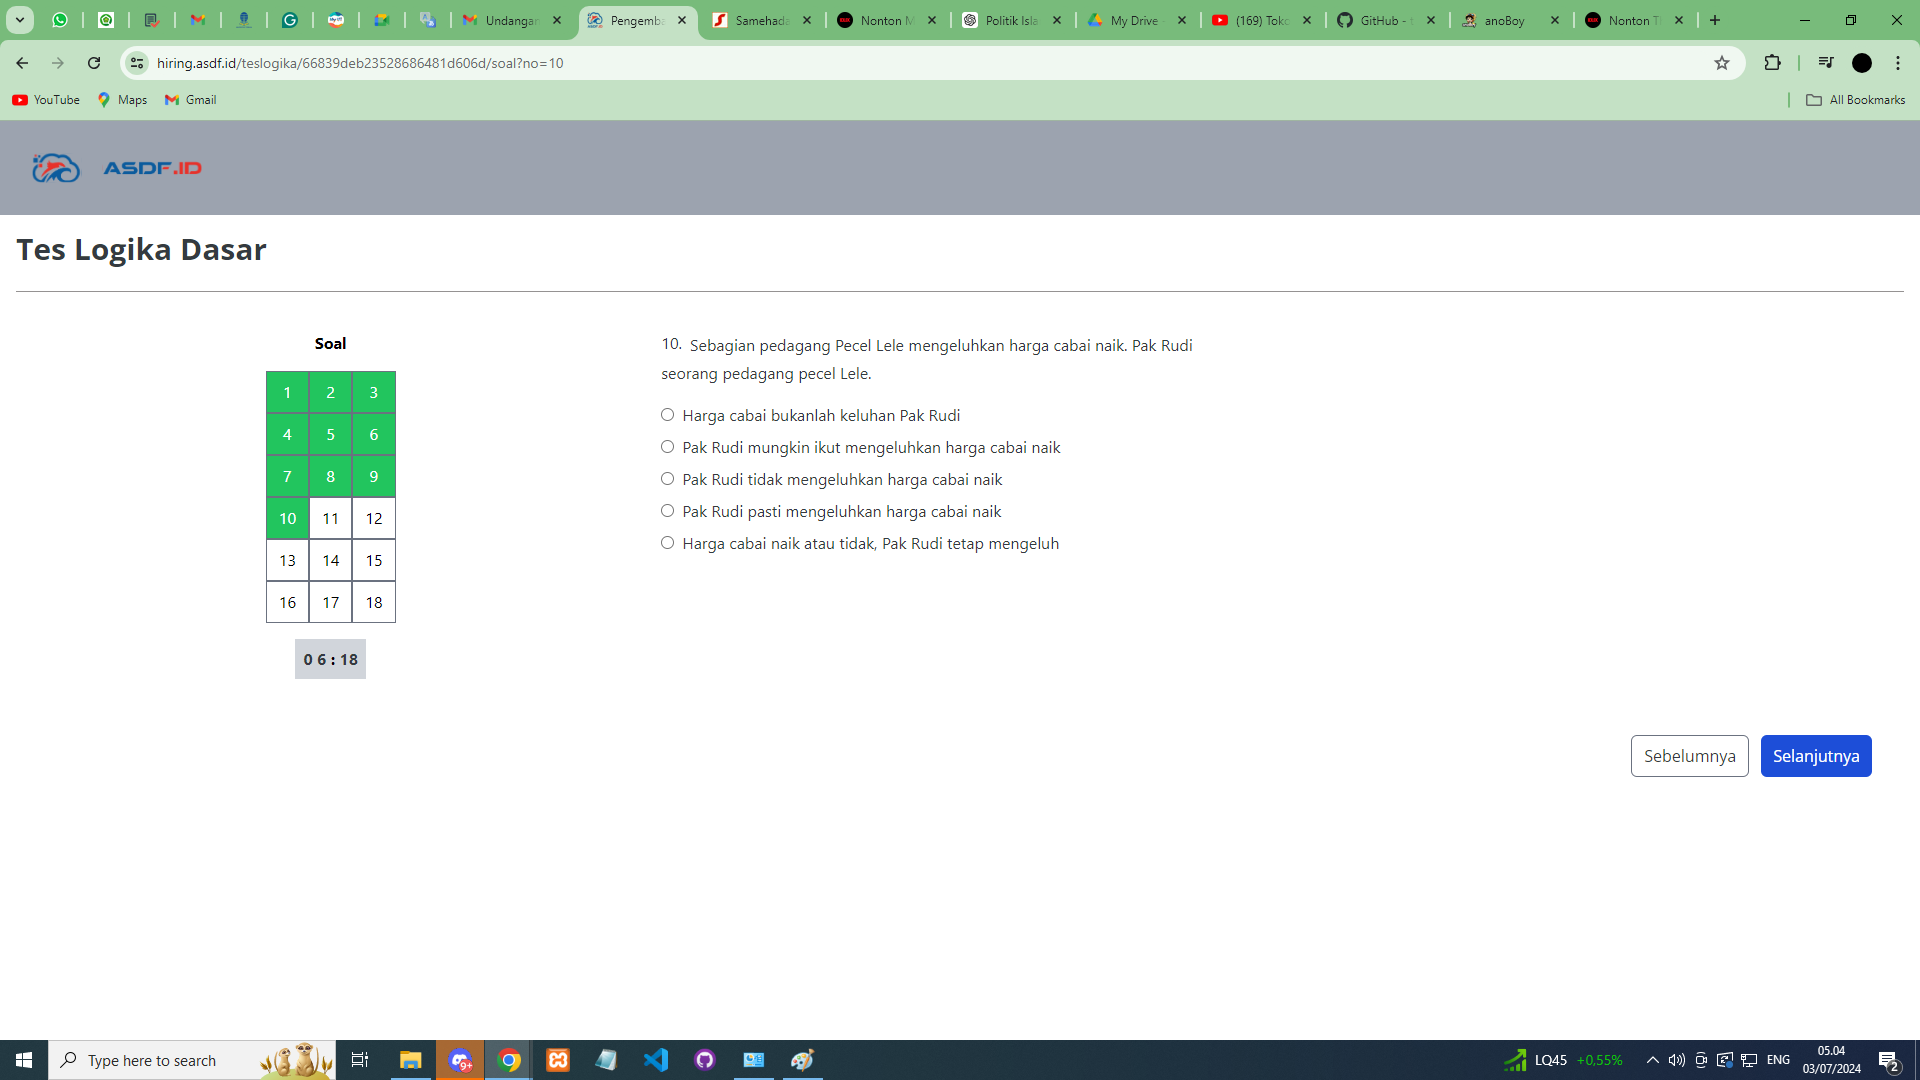 Undangan
Pengemba
Samehada
Nonton M
Politik Isla
My Drive -
(169) Toko
GitHub - t
anoBoy
Nonton T
hiring.asdf.id/teslogika/66839deb23528686481d606d/soal?no=10
YouTube
Maps
Gmail
All Bookmarks
ASDF.ID
Tes Logika Dasar
Soal
1 2 3
4 5 6
7 8 9
10 11 12
13 14 15
16 17 18
0 6 : 18
10. Sebagian pedagang Pecel Lele mengeluhkan harga cabai naik. Pak Rudi
seorang pedagang pecel Lele.
Harga cabai bukanlah keluhan Pak Rudi
Pak Rudi mungkin ikut mengeluhkan harga cabai naik
Pak Rudi tidak mengeluhkan harga cabai naik
Pak Rudi pasti mengeluhkan harga cabai naik
Harga cabai naik atau tidak, Pak Rudi tetap mengeluh
Sebelumnya
Selanjutnya
Type here to search
9+
LQ45 +0,55%
ENG
05.04
03/07/2024
2